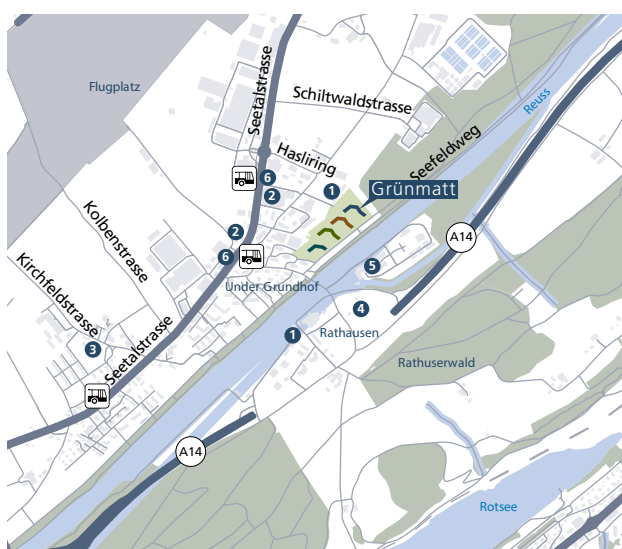 Flugplatz
Seetalstrasse
Schiltwaldstrasse
Reuss
Hasliring
Seefeldweg
6
1
Grünmatt
2
Kolbenstrasse
2
A14
6
5
Kirchfeldstrasse
Under Grundhof
4
1
Rathausen
3
Seetalstrasse
Rathuserwald
A14
Rotsee